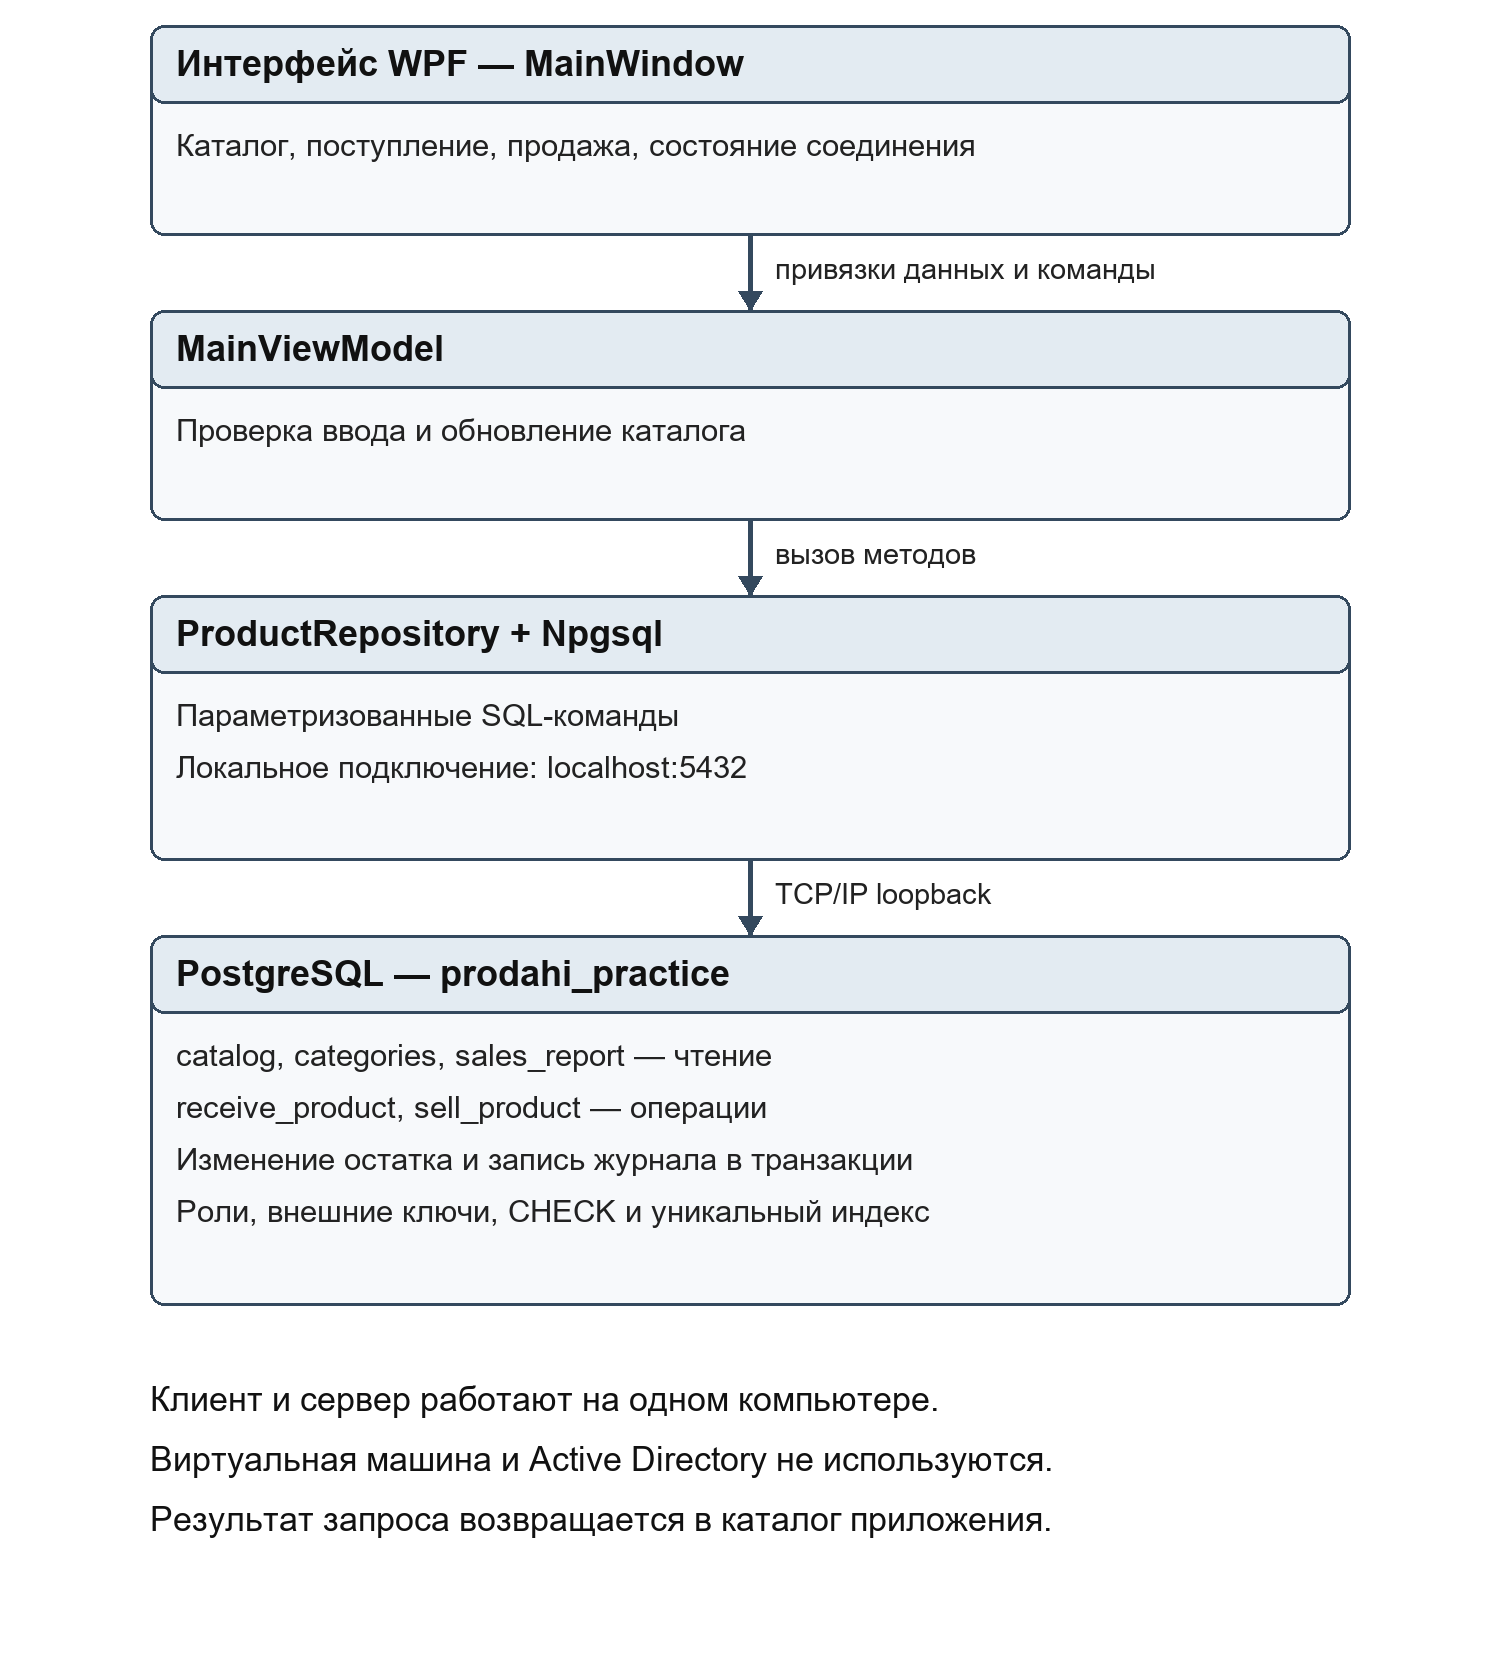 Интерфейс WPF — MainWindow
Каталог, поступление, продажа, состояние соединения
привязки данных и команды
MainViewModel
Проверка ввода и обновление каталога
вызов методов
ProductRepository + Npgsql
Параметризованные SQL-команды
Локальное подключение: localhost:5432
TCP/IP loopback
PostgreSQL — prodahi_practice
catalog, categories, sales_report — чтение
receive_product, sell_product — операции
Изменение остатка и запись журнала в транзакции
Роли, внешние ключи, CHECK и уникальный индекс
Клиент и сервер работают на одном компьютере.
Виртуальная машина и Active Directory не используются.
Результат запроса возвращается в каталог приложения.